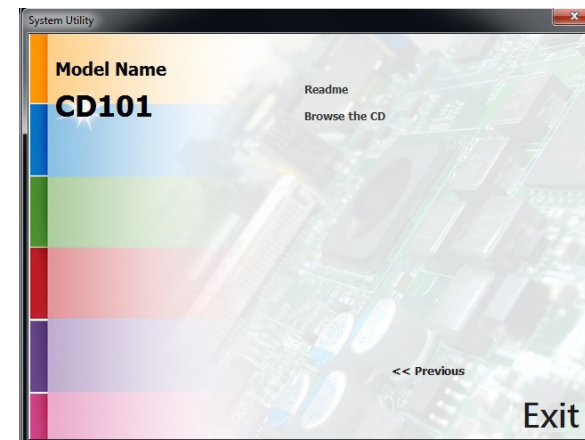 System Utility
Model Name
CD101
Readme
Browse the CD
<< Previous
Exit